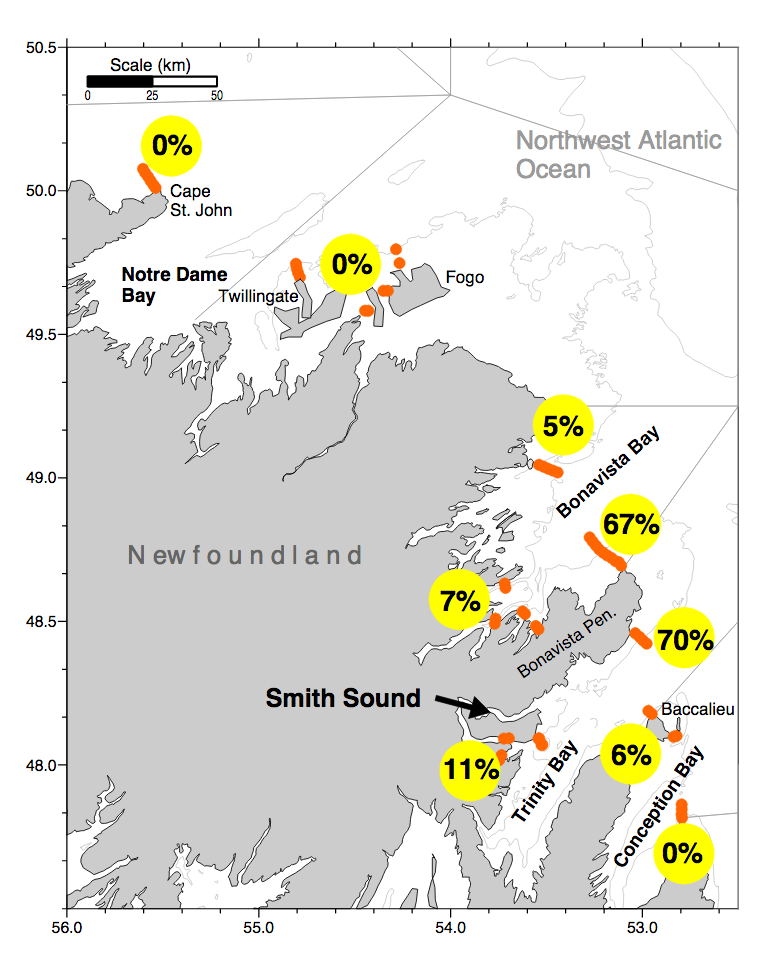 50.5
Scale (km)
0 25 50
Northwest Atlantic
Ocean
0%
50.0
Cape
St. John
Notre Dame
Bay
0%
Fogo
Twillingate
49.5
5%
Bonavista Bay
49.0
67%
Newfoundland
7%
48.5
Bonavista Pen.
70%
Smith Sound
Baccalieu
48.0
11%
Trinity Bay
6%
Conception Bay
0%
56.0 55.0 54.0 53.0